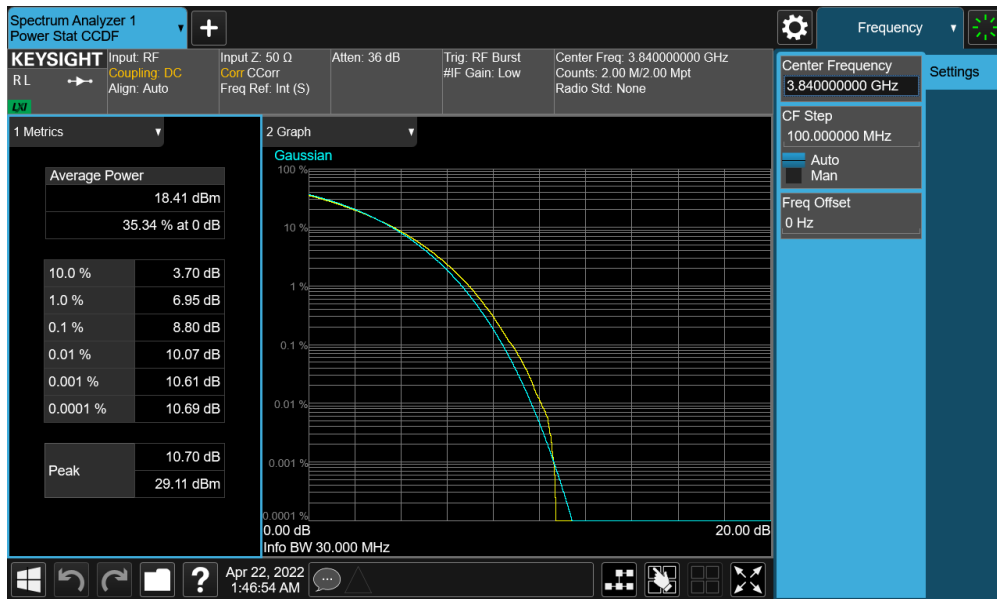 Spectrum Analyzer 1
Power Stat CCDF
+
Frequency
KEYSIGHT
R L
LXI
Input: RF
Coupling: DC
Align: Auto
Input Z: 50 Ω
Corr CCorr
Freq Ref: Int (S)
Atten: 36 dB
Trig: RF Burst
#IF Gain: Low
Center Freq: 3.840000000 GHz
Counts: 2.00 M/2.00 Mpt
Radio Std: None
Center Frequency
3.840000000 GHz
Settings
CF Step
100.000000 MHz
Auto
Man
Freq Offset
0 Hz
1 Metrics
Average Power
18.41 dBm
35.34 % at 0 dB
10.0 % 3.70 dB
1.0 % 6.95 dB
0.1 % 8.80 dB
0.01 % 10.07 dB
0.001 % 10.61 dB
0.0001 % 10.69 dB
Peak
10.70 dB
29.11 dBm
2 Graph
Gaussian
100 %
10 %
1 %
0.1 %
0.01 %
0.001 %
0.0001 %
0.00 dB 20.00 dB
Info BW 30.000 MHz
?
Apr 22, 2022
1:46:54 AM